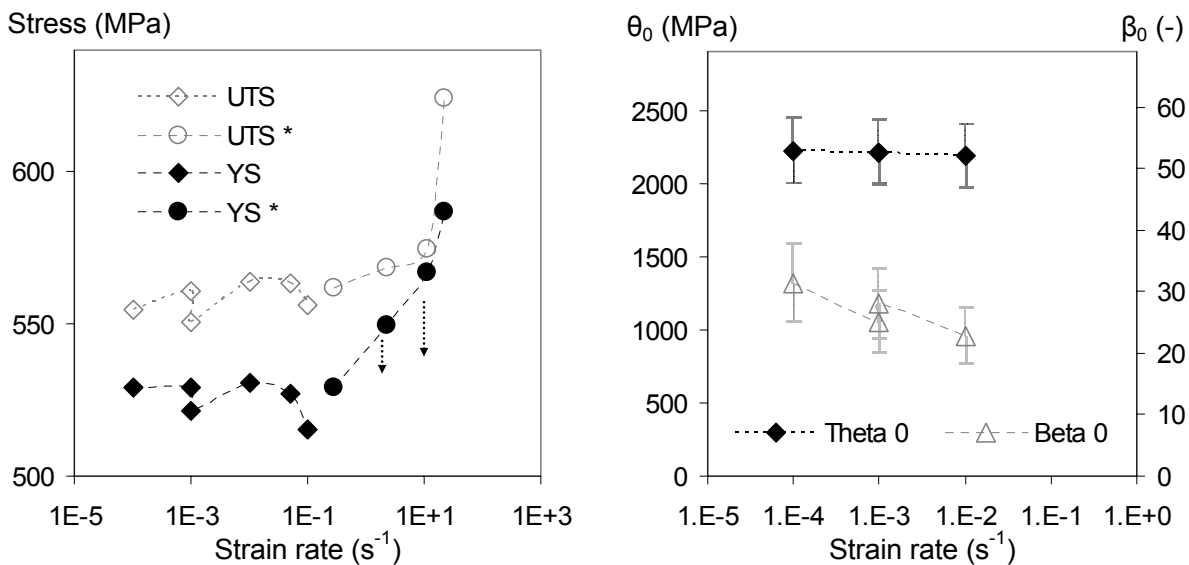 Stress (MPa)
600
550
500
1E-5 1E-3 1E-1 1E+1 1E+3
Strain rate (s⁻¹)
UTS
UTS *
YS
YS *
θ₀ (MPa)
β₀ (-)
2500
2000
1500
1000
500
0
60
50
40
30
20
10
0
Theta 0
Beta 0
1.E-5 1.E-4 1.E-3 1.E-2 1.E-1 1.E+0
Strain rate (s⁻¹)